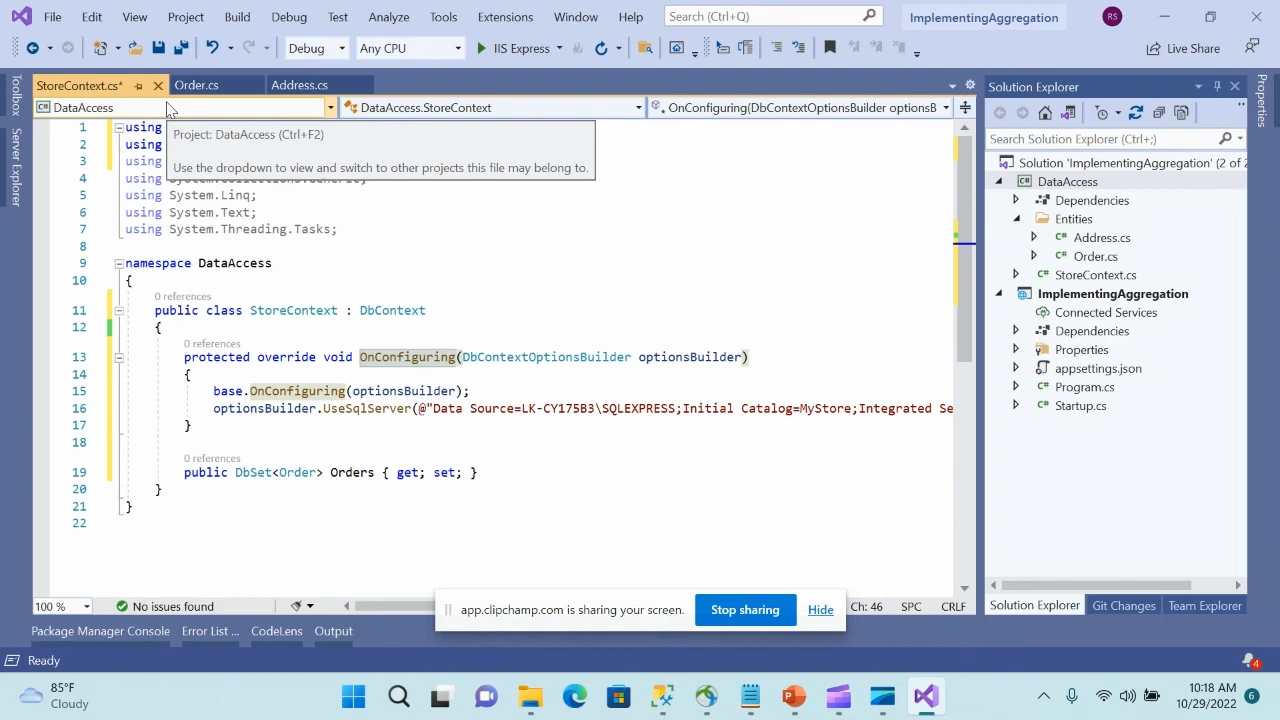 File Edit View Project Build Debug Test Analyze Tools Extensions Window Help Search (Ctrl+Q) ImplementingAggregation RS
Debug Any CPU IIS Express Live Share
StoreContext.cs* Order.cs Address.cs
DataAccess DataAccess.StoreContext OnConfiguring(DbContextOptionsBuilder optionsB
Toolbox
Server Explorer
Project: DataAccess (Ctrl+F2)
Use the dropdown to view and switch to other projects this file may belong to.
1 using
2 using
3 using
4 using System.Collections.Generic;
5 using System.Linq;
6 using System.Text;
7 using System.Threading.Tasks;
8
9 namespace DataAccess
10 {
0 references
11 public class StoreContext : DbContext
12 {
0 references
13 protected override void OnConfiguring(DbContextOptionsBuilder optionsBuilder)
14 {
15 base.OnConfiguring(optionsBuilder);
16 optionsBuilder.UseSqlServer(@"Data Source=LK-CY175B3\SQLEXPRESS;Initial Catalog=MyStore;Integrated Se
17 }
18
0 references
19 public DbSet<Order> Orders { get; set; }
20 }
21 }
22
100 % No issues found Ch: 46 SPC CRLF
app.clipchamp.com is sharing your screen. Stop sharing Hide
Solution Explorer
Search Solution Explorer (Ctrl+;)
Solution 'ImplementingAggregation' (2 of 2
DataAccess
Dependencies
Entities
Address.cs
Order.cs
StoreContext.cs
ImplementingAggregation
Connected Services
Dependencies
Properties
appsettings.json
Program.cs
Startup.cs
Solution Explorer Git Changes Team Explorer
Properties
Package Manager Console Error List ... CodeLens Output
Ready 4
85°F
Cloudy
10:18 AM
10/29/2022 6